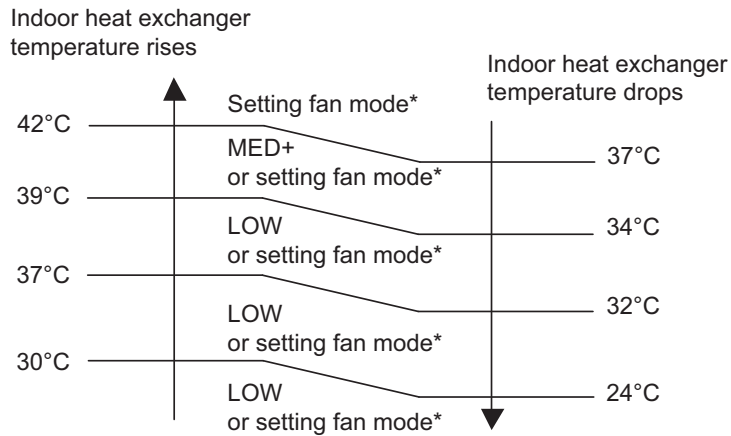 Indoor heat exchanger
temperature rises
Indoor heat exchanger
temperature drops
Setting fan mode*
42°C
MED+
or setting fan mode*
37°C
39°C
LOW
or setting fan mode*
34°C
37°C
LOW
or setting fan mode*
32°C
30°C
LOW
or setting fan mode*
24°C